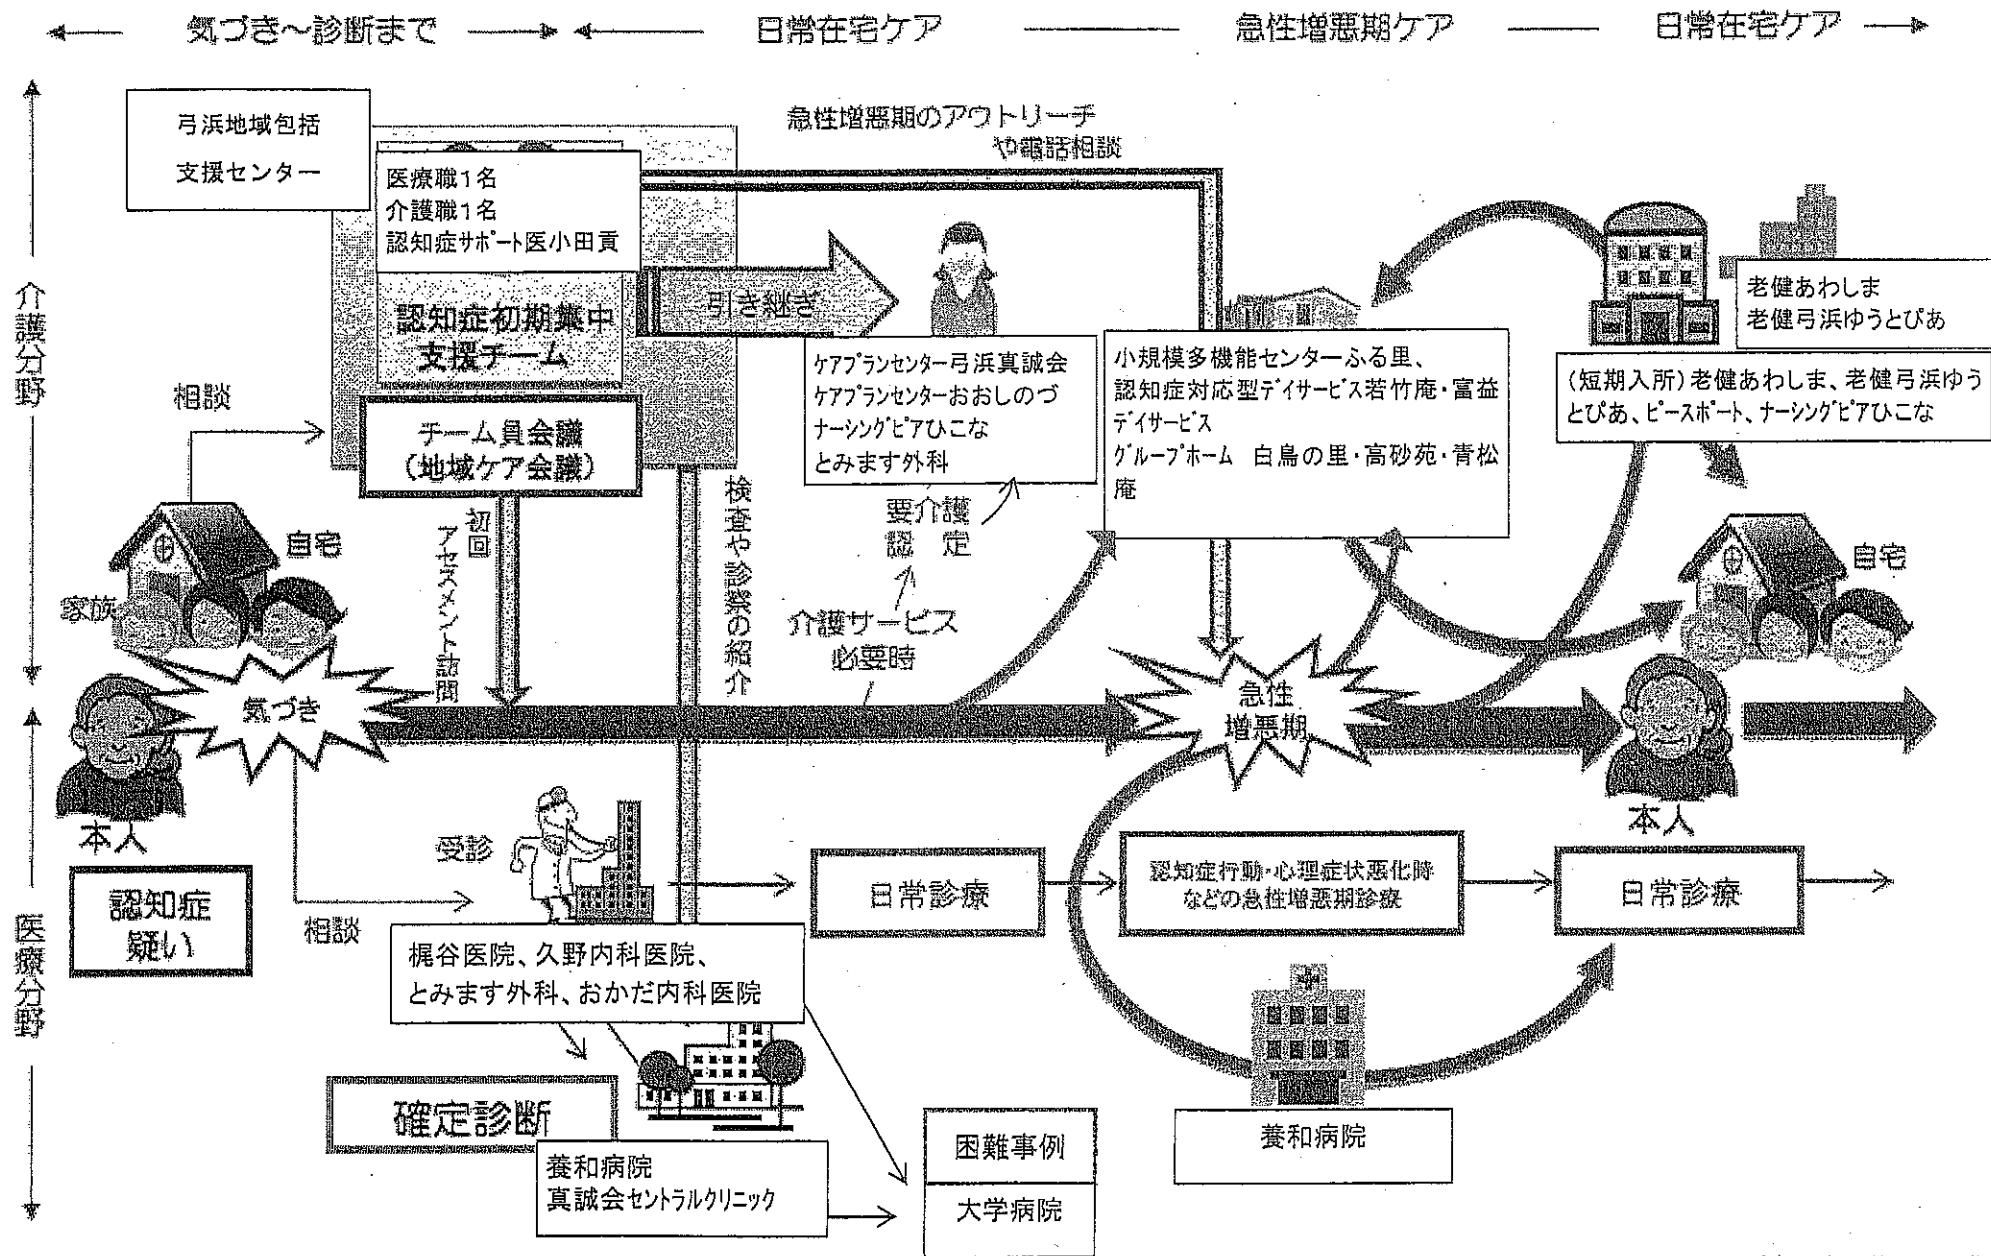 気づき～診断まで
日常在宅ケア
急性増悪期ケア
日常在宅ケア
介護分野
医療分野
弓浜地域包括
支援センター
医療職1名
介護職1名
認知症サポート医小田貢
認知症初期集中
支援チーム
チーム員会議
(地域ケア会議)
急性増悪期のアウトリーチ
や電話相談
引き継ぎ
ケアプランセンター弓浜真誠会
ケアプランセンターおおしのづ
ナーシングピアひこな
とみます外科
小規模多機能センターふる里、
認知症対応型デイサービス若竹庵・富益
デイサービス
グループホーム 白鳥の里・高砂苑・青松
庵
老健あわしま
老健弓浜ゆうとぴあ
(短期入所)老健あわしま、老健弓浜ゆう
とぴあ、ピースポート、ナーシングピアひこな
相談
自宅
家族
初回
アセスメント訪問
検査や診察の紹介
要介護
認定
介護サービス
必要時
自宅
気づき
急性
増悪期
本人
本人
認知症
疑い
相談
受診
日常診療
認知症行動・心理症状悪化時
などの急性増悪期診療
日常診療
梶谷医院、久野内科医院、
とみます外科、おかだ内科医院
確定診断
養和病院
真誠会セントラルクリニック
困難事例
大学病院
養和病院